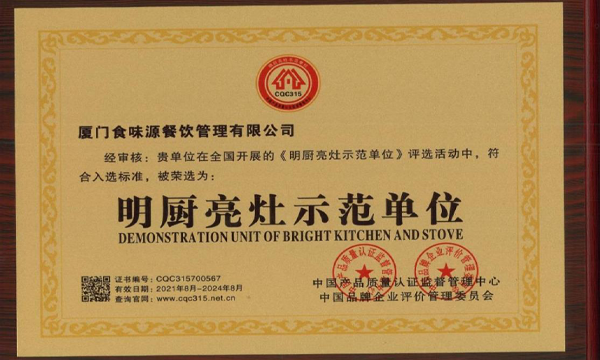 CQC315
厦门食味源餐饮管理有限公司
经审核：贵单位在全国开展的《明厨亮灶示范单位》评选活动中，符
合入选标准，被荣选为：
明厨亮灶示范单位
DEMONSTRATION UNIT OF BRIGHT KITCHEN AND STOVE
证书编号：CQC315700567
有效日期：2021年8月-2024年8月
查询官网：www.cqc315.net.cn
中国产品质量认证监督管理中心
中国品牌企业评价管理委员会